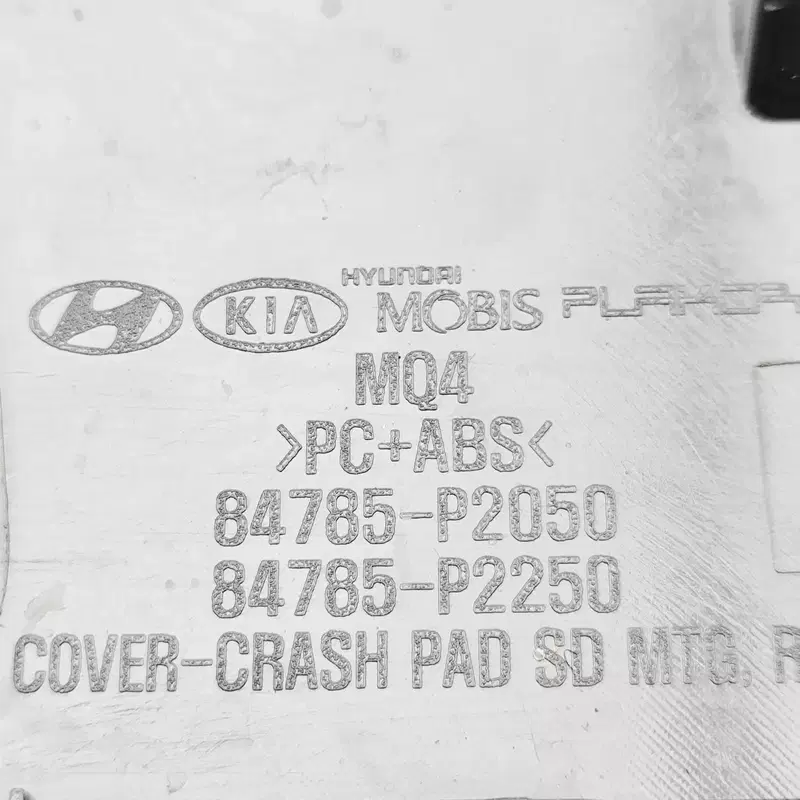 KIA HYUNDAI MOBIS
MQ4
>PC+ABS<
84785-P2050
84785-P2250
COVER-CRASH PAD SD MTG, R